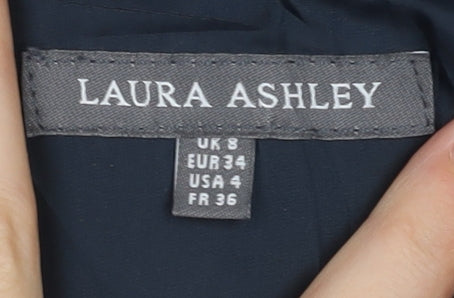 LAURA ASHLEY
UK 8
EUR 34
USA 4
FR 36